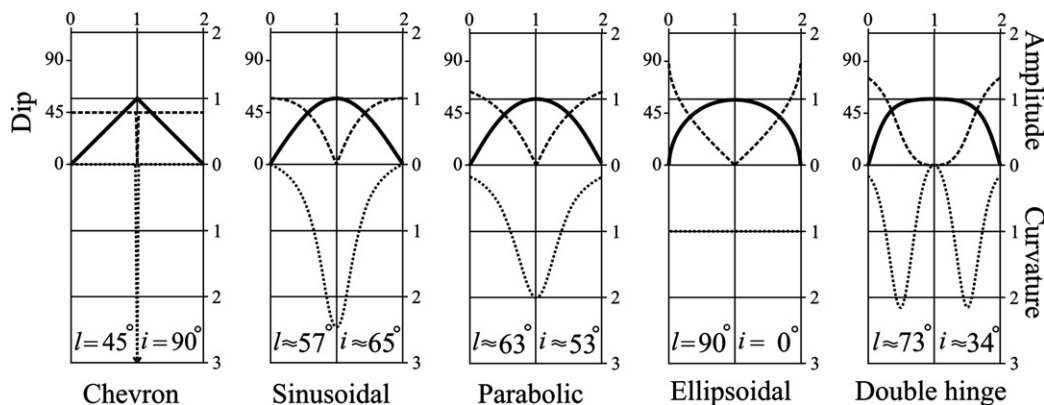 0 1 2 0 1 2 0 1 2 0 1 2 0 1 2
90 2 90 2 90 2 90 2 90 2
45 1 45 1 45 1 45 1 45 1
0 0 0 0 0 0 0 0 0 0
1 1 1 1 1
2 2 2 2 2
3 3 3 3 3
Dip
Amplitude
Curvature
l=45° i=90° l≈57° i≈65° l≈63° i≈53° l=90° i= 0° l≈73° i≈34°
Chevron Sinusoidal Parabolic Ellipsoidal Double hinge